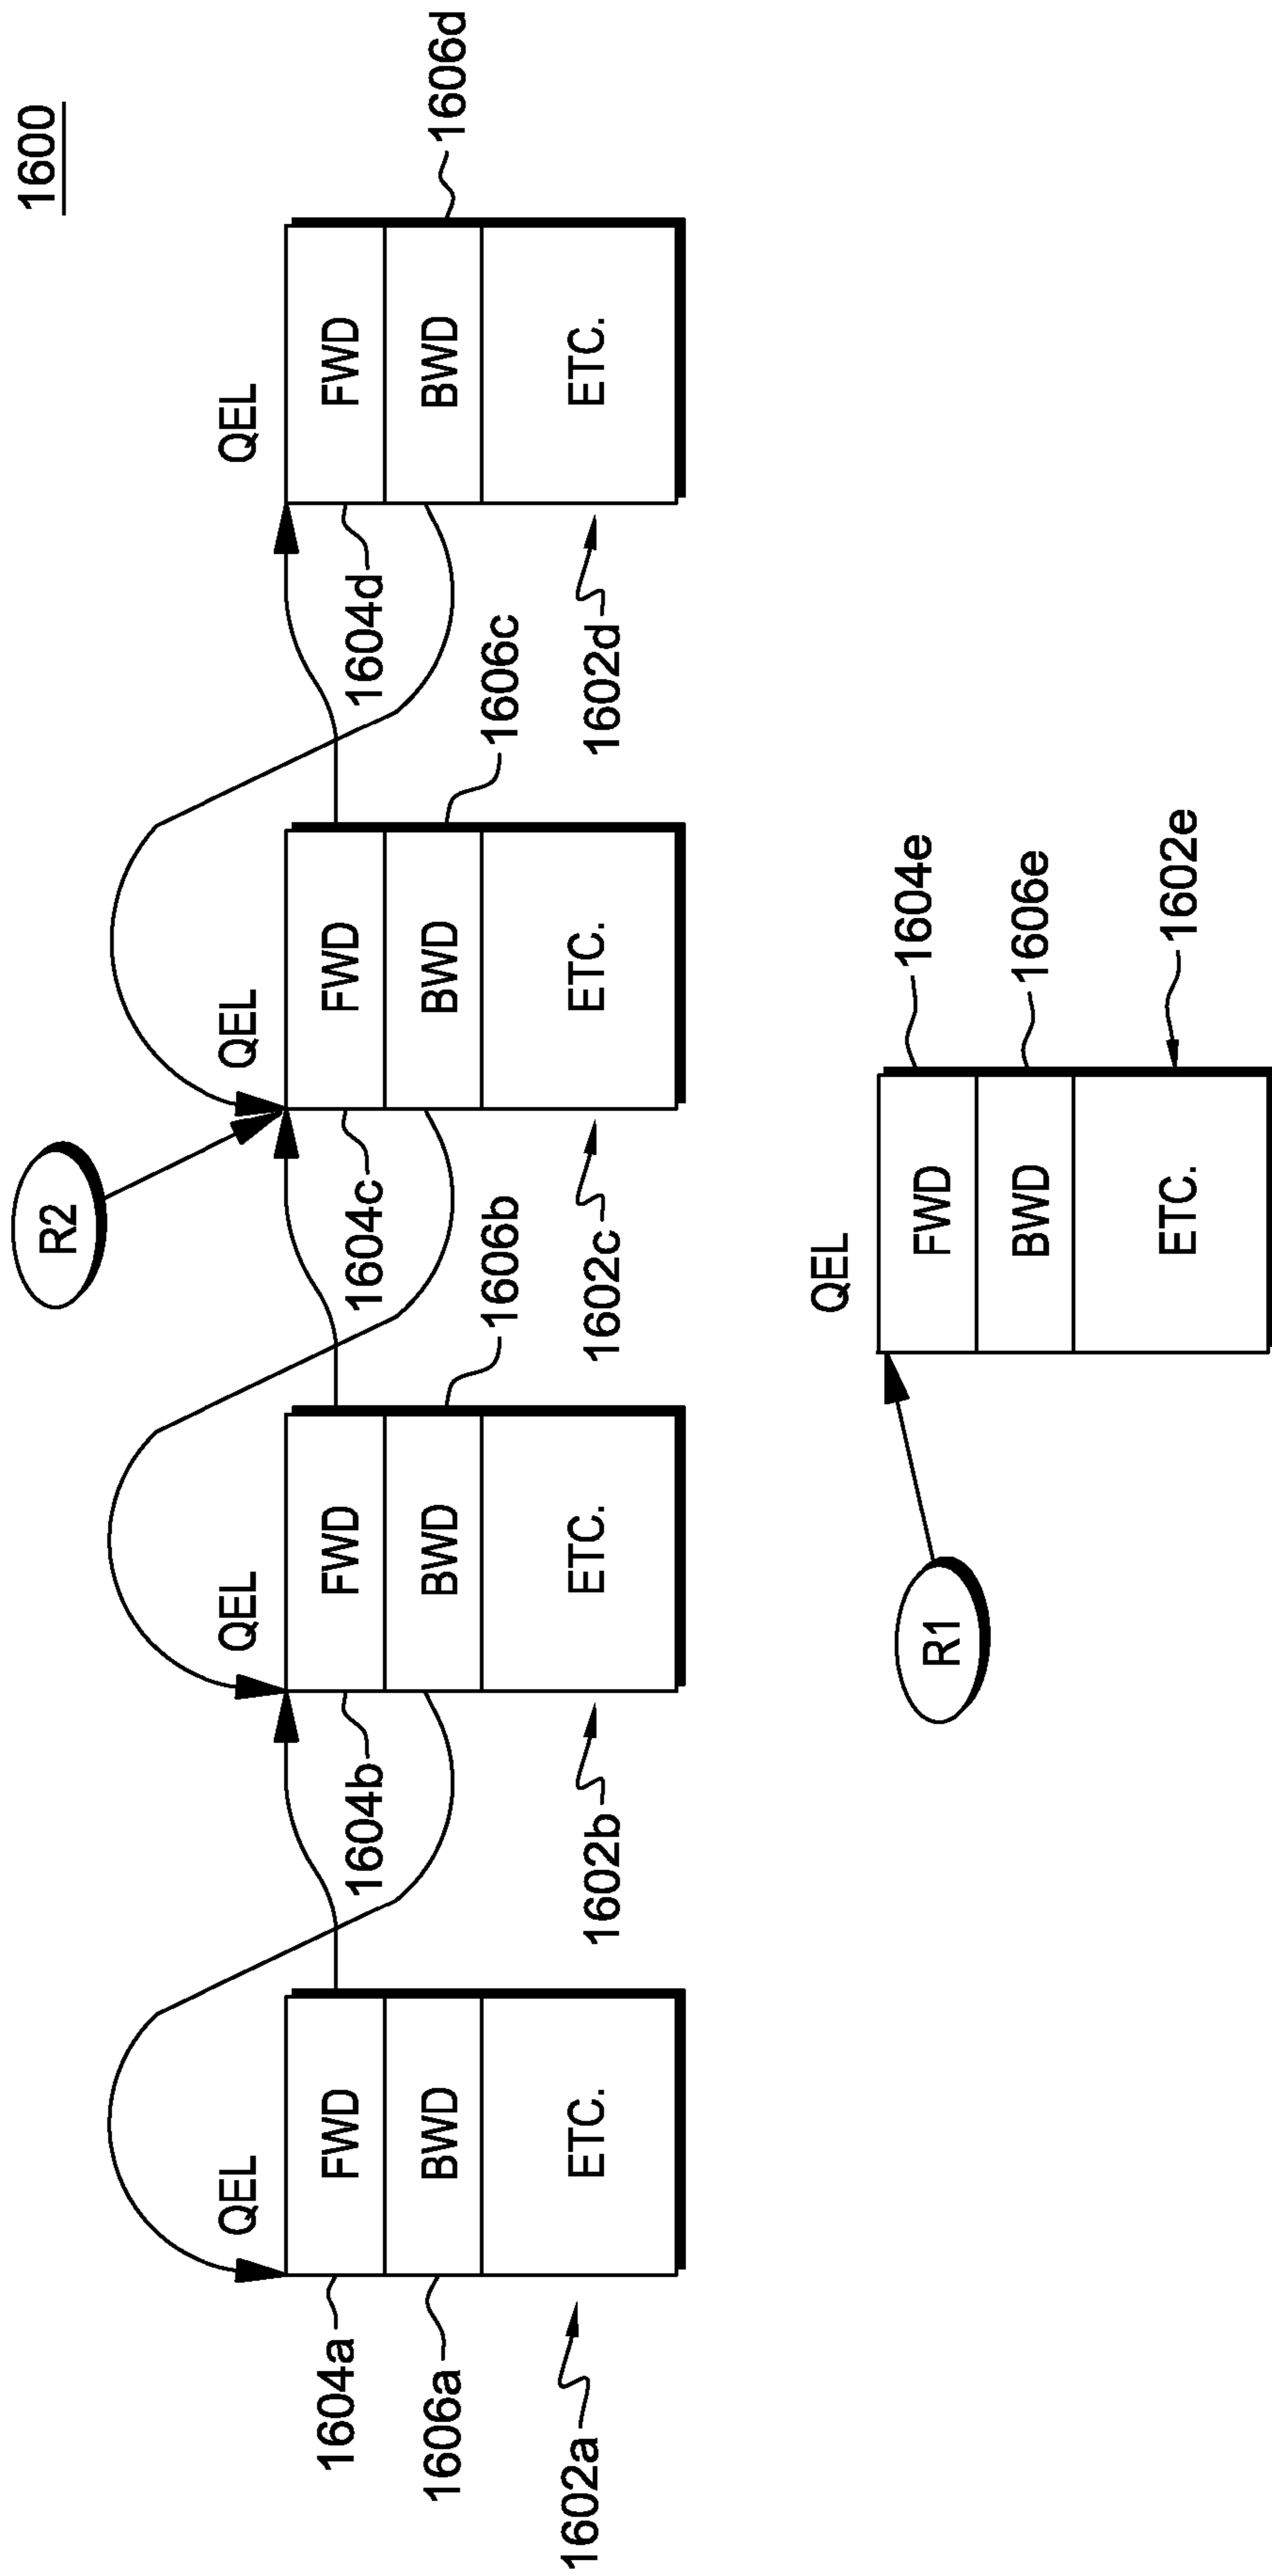 1600
R2
QEL
QEL
QEL
QEL
1604a
FWD
FWD
FWD
FWD
1606a
BWD
BWD
BWD
BWD
1606d
1604b
1604c
1604d
1606b
1606c
ETC.
ETC.
ETC.
ETC.
1602a
1602b
1602c
1602d
QEL
R1
FWD
1604e
BWD
1606e
ETC.
1602e